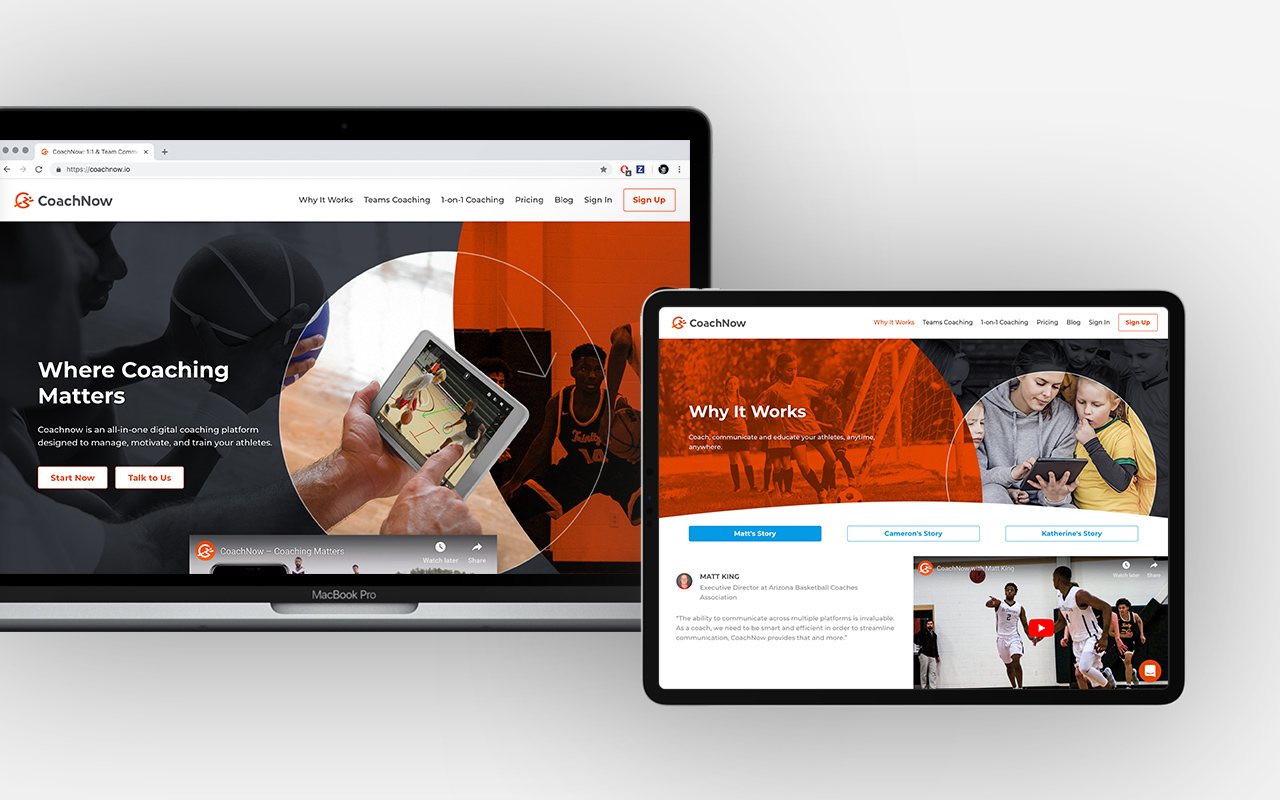 CoachNow: 1:1 & Team Comm
https://coachnow.io
CoachNow
Why It Works
Teams Coaching
1-on-1 Coaching
Pricing
Blog
Sign In
Sign Up
Where Coaching
Matters
Coachnow is an all-in-one digital coaching platform
designed to manage, motivate, and train your athletes.
Start Now
Talk to Us
Trinity
10
CoachNow – Coaching Matters
Watch later
Share
MacBook Pro
CoachNow
Why It Works
Teams Coaching
1-on-1 Coaching
Pricing
Blog
Sign In
Sign Up
Why It Works
Coach, communicate and educate your athletes, anytime,
anywhere.
Matt's Story
Cameron's Story
Katherine's Story
MATT KING
Executive Director at Arizona Basketball Coaches
Association
"The ability to communicate across multiple platforms is invaluable.
As a coach, we need to be smart and efficient in order to streamline
communication, CoachNow provides that and more."
CoachNow with Matt King
Watch later
Share
2